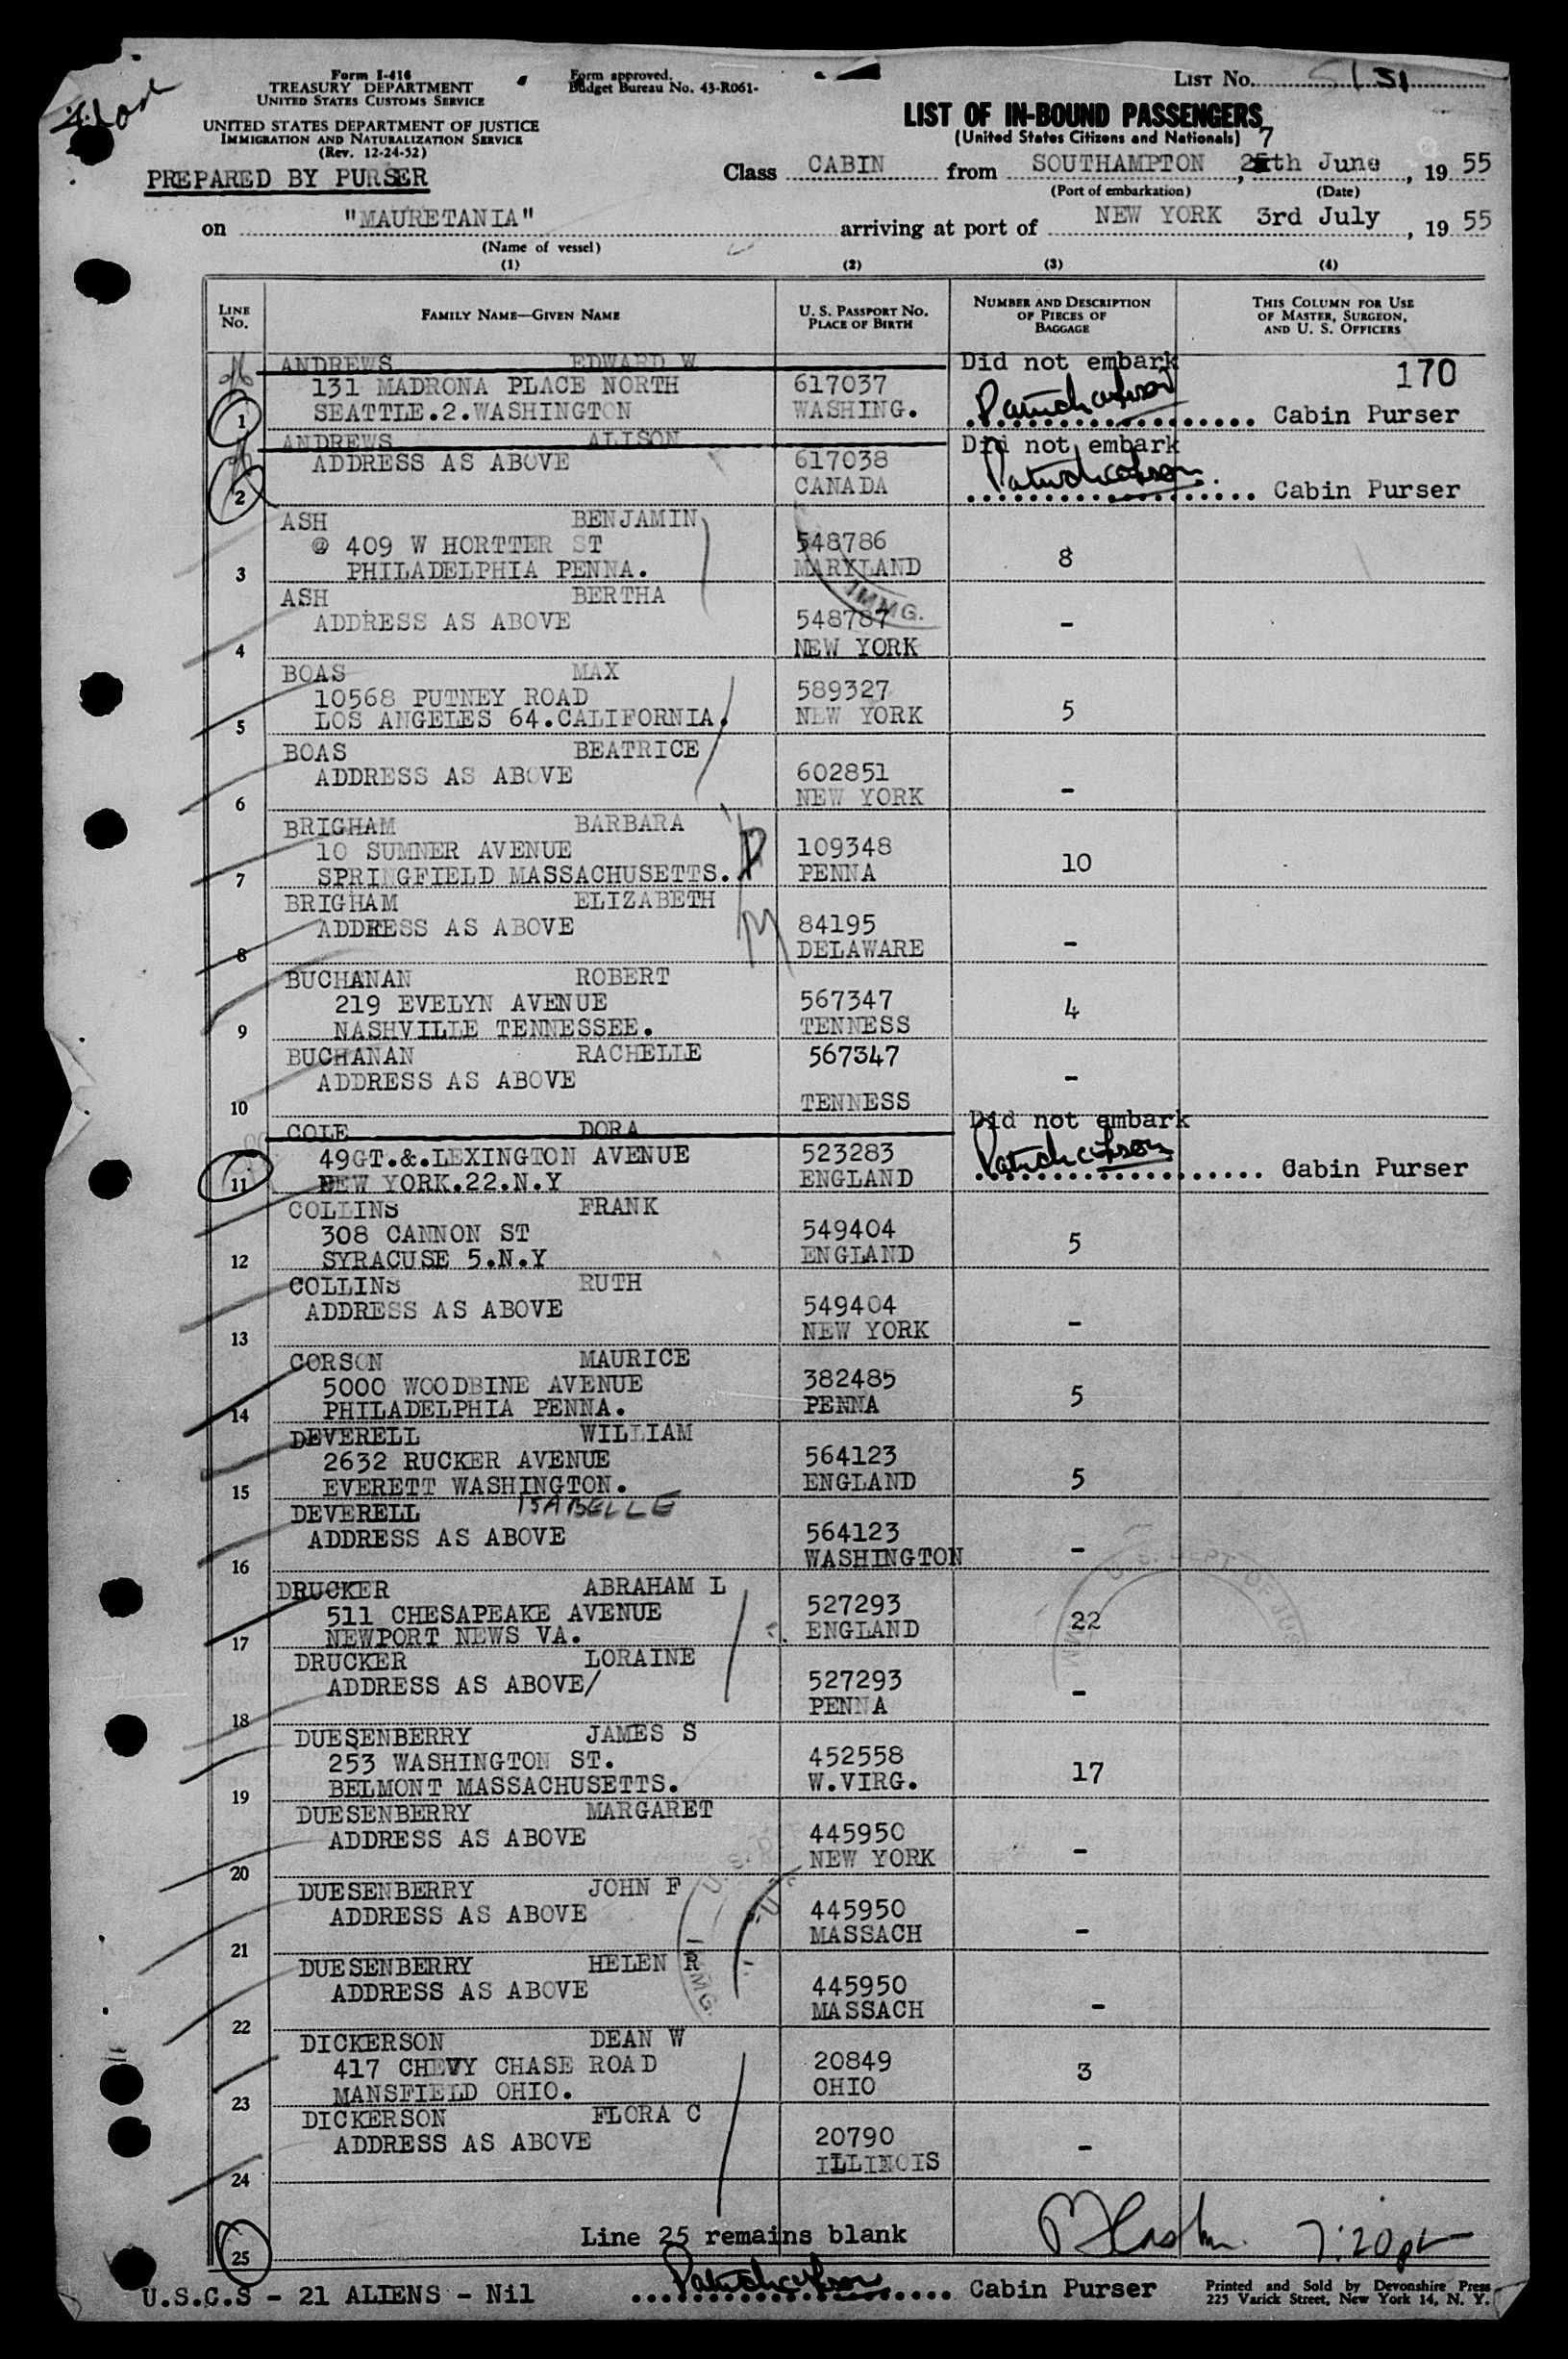 Form I-416
TREASURY DEPARTMENT
UNITED STATES CUSTOMS SERVICE
Form approved.
Budget Bureau No. 43-R061-
LIST No. 51 51
UNITED STATES DEPARTMENT OF JUSTICE
IMMIGRATION AND NATURALIZATION SERVICE
(Rev. 12-24-52)
LIST OF IN-BOUND PASSENGERS
(United States Citizens and Nationals)
PREPARED BY PURSER
Class CABIN from SOUTHAMPTON, 27th June, 1955
(Port of embarkation) (Date)
on "MAURETANIA" arriving at port of NEW YORK 3rd July, 1955
(Name of vessel)
(1) (2) (3) (4)
LINE No. FAMILY NAME—GIVEN NAME U. S. PASSPORT NO. PLACE OF BIRTH NUMBER AND DESCRIPTION OF PIECES OF BAGGAGE THIS COLUMN FOR USE OF MASTER, SURGEON, AND U. S. OFFICERS
ANDREWS EDWARD W Did not embark 170
131 MADRONA PLACE NORTH 617037
1 SEATTLE.2.WASHINGTON WASHING. Cabin Purser
ANDREWS ALISON Did not embark
ADDRESS AS ABOVE 617038
2 CANADA Cabin Purser
ASH BENJAMIN
@ 409 W HORTTER ST 548786 8
3 PHILADELPHIA PENNA. MARYLAND
IMMG.
ASH BERTHA
ADDRESS AS ABOVE 548787 -
4 NEW YORK
BOAS MAX
10568 PUTNEY ROAD 589327
5 LOS ANGELES 64.CALIFORNIA. NEW YORK 5
BOAS BEATRICE
ADDRESS AS ABOVE 602851
6 NEW YORK -
BRIGHAM BARBARA
10 SUMNER AVENUE 109348
7 SPRINGFIELD MASSACHUSETTS. PENNA 10
BRIGHAM ELIZABETH
ADDRESS AS ABOVE 84195
8 DELAWARE -
BUCHANAN ROBERT
219 EVELYN AVENUE 567347 4
9 NASHVILLE TENNESSEE. TENNESS
BUCHANAN RACHELLE 567347
ADDRESS AS ABOVE -
10 TENNESS
COLE DORA Did not embark
49GT.&.LEXINGTON AVENUE 523283
11 NEW YORK.22.N.Y ENGLAND Cabin Purser
COLLINS FRANK
308 CANNON ST 549404
12 SYRACUSE 5.N.Y ENGLAND 5
COLLINS RUTH
ADDRESS AS ABOVE 549404
13 NEW YORK -
CORSON MAURICE
5000 WOODBINE AVENUE 382485
14 PHILADELPHIA PENNA. PENNA 5
DEVERELL WILLIAM
2632 RUCKER AVENUE 564123
15 EVERETT WASHINGTON. ENGLAND 5
DEVERELL ISABELLE
ADDRESS AS ABOVE 564123
16 WASHINGTON -
U. S. DEPT OF JUS
DRUCKER ABRAHAM L
511 CHESAPEAKE AVENUE 527293
17 NEWPORT NEWS VA. ENGLAND 22
DRUCKER LORAINE
ADDRESS AS ABOVE/ 527293
18 PENNA -
DUESENBERRY JAMES S
253 WASHINGTON ST. 452558
19 BELMONT MASSACHUSETTS. W.VIRG. 17
DUESENBERRY MARGARET
ADDRESS AS ABOVE 445950
20 NEW YORK -
DUESENBERRY JOHN F
ADDRESS AS ABOVE 445950
21 MASSACH -
DUESENBERRY HELEN R
ADDRESS AS ABOVE 445950
22 MASSACH -
IMMG.
DICKERSON DEAN W
417 CHEVY CHASE ROAD 20849
23 MANSFIELD OHIO. OHIO 3
DICKERSON FLORA C
ADDRESS AS ABOVE 20790
24 ILLINOIS -
25 Line 25 remains blank 7:20 pm
U.S.C.S - 21 ALIENS - Nil Cabin Purser
Printed and Sold by Devonshire Press
225 Varick Street, New York 14, N. Y.